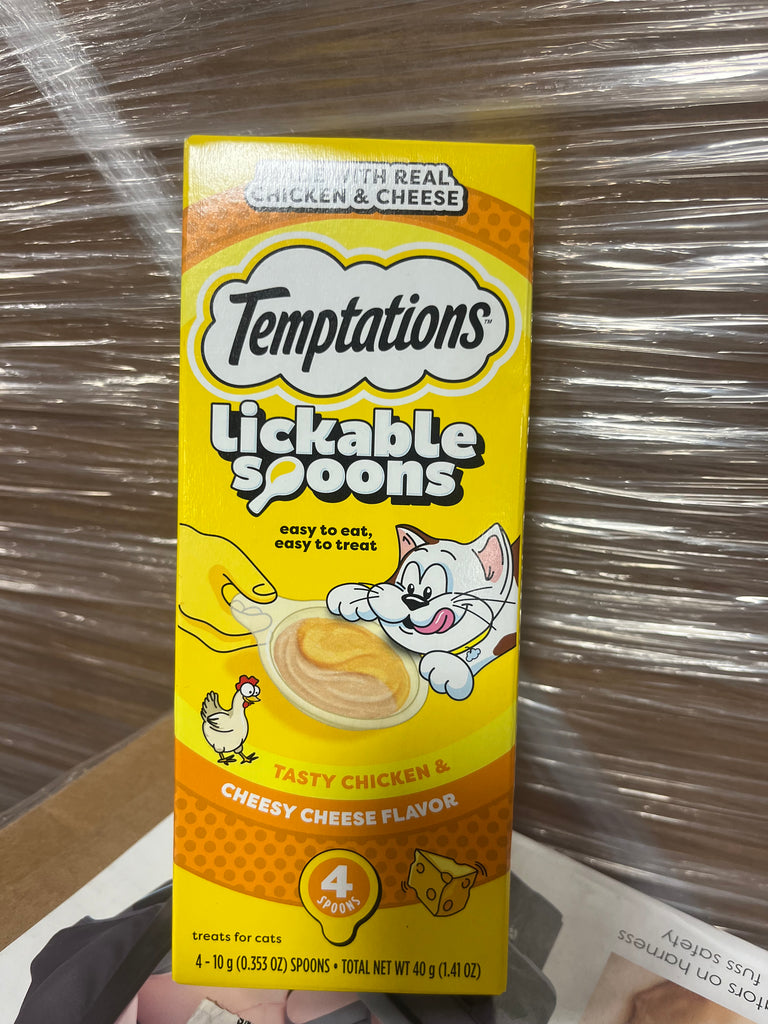 MADE WITH REAL
CHICKEN & CHEESE
Temptations™
Lickable
spoons
easy to eat,
easy to treat
TASTY CHICKEN &
CHEESY CHEESE FLAVOR
4
SPOONS
treats for cats
4 - 10 g (0.353 OZ) SPOONS • TOTAL NET WT 40 g (1.41 OZ)
fuss safety
tors on harness